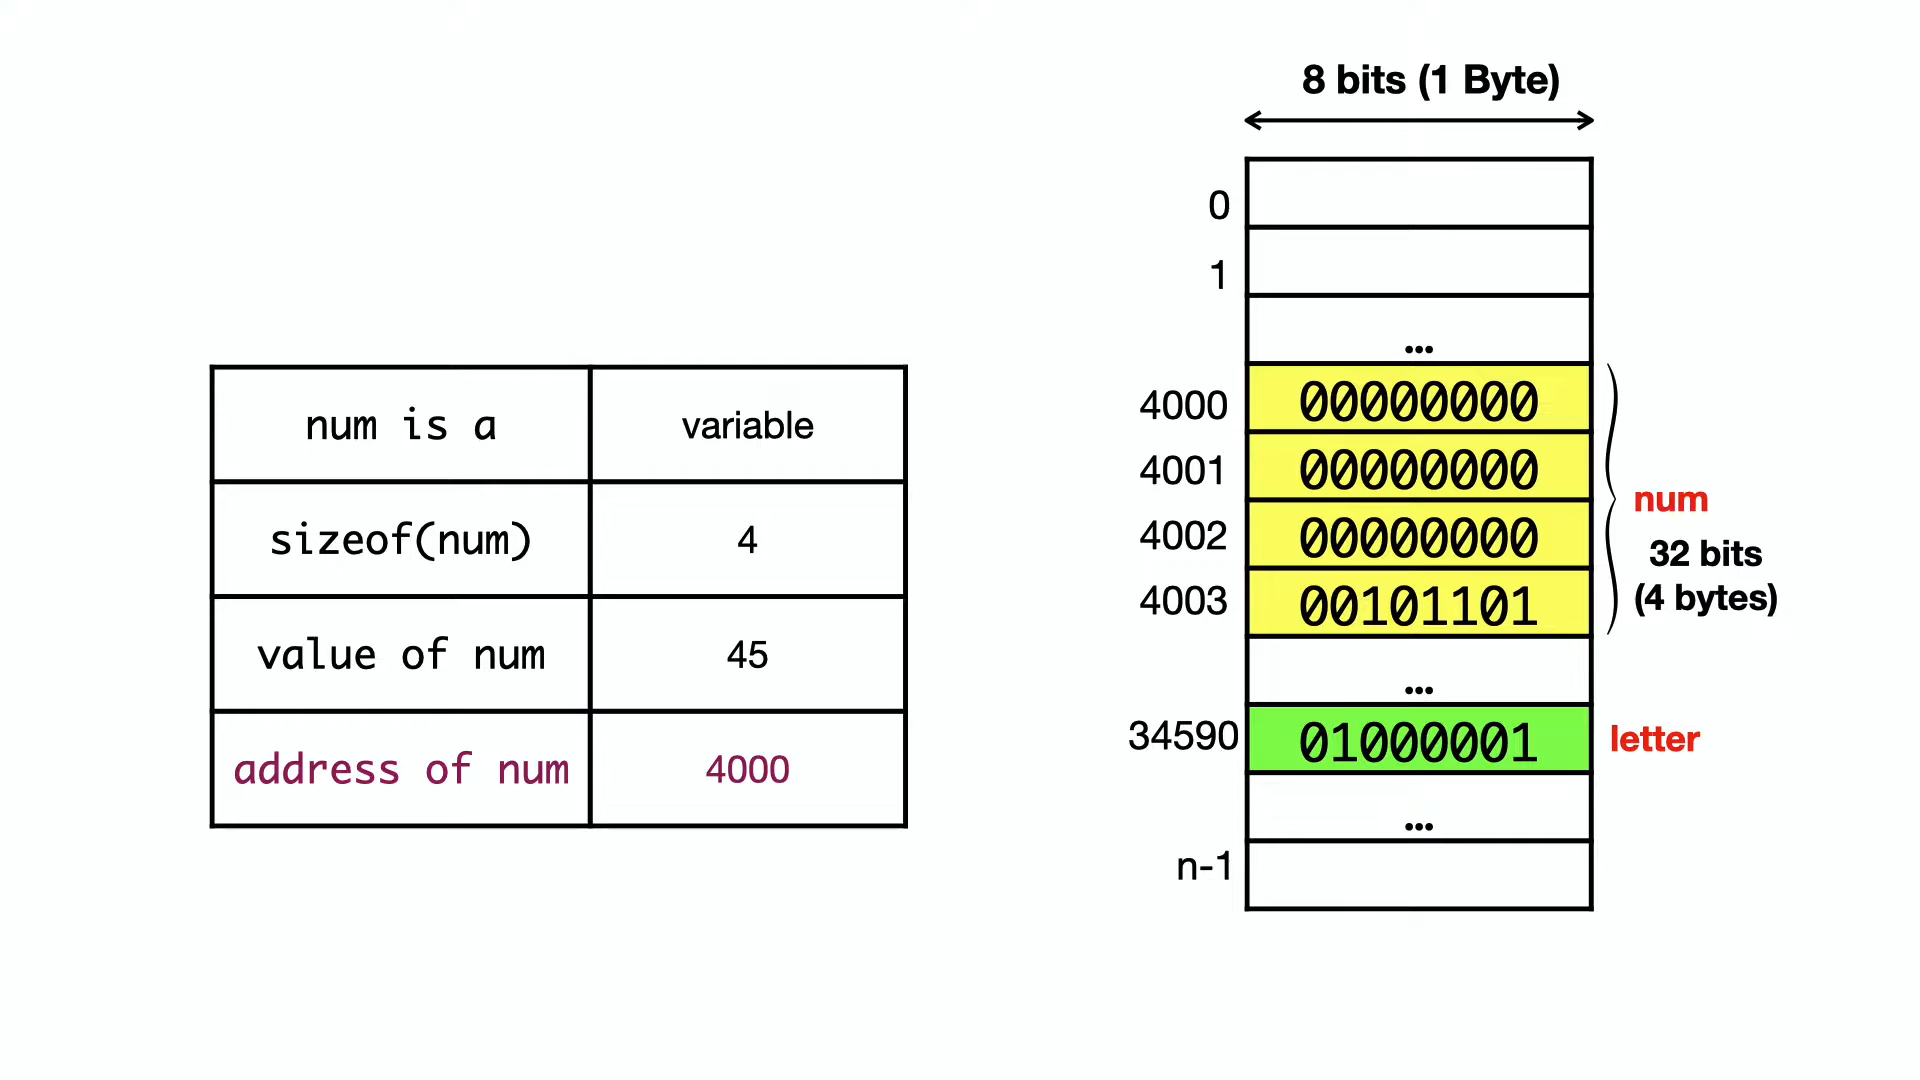 num is a variable
sizeof(num) 4
value of num 45
address of num 4000
8 bits (1 Byte)
0
1
...
4000 00000000
4001 00000000
4002 00000000
4003 00101101
num
32 bits
(4 bytes)
...
34590 01000001 letter
...
n-1